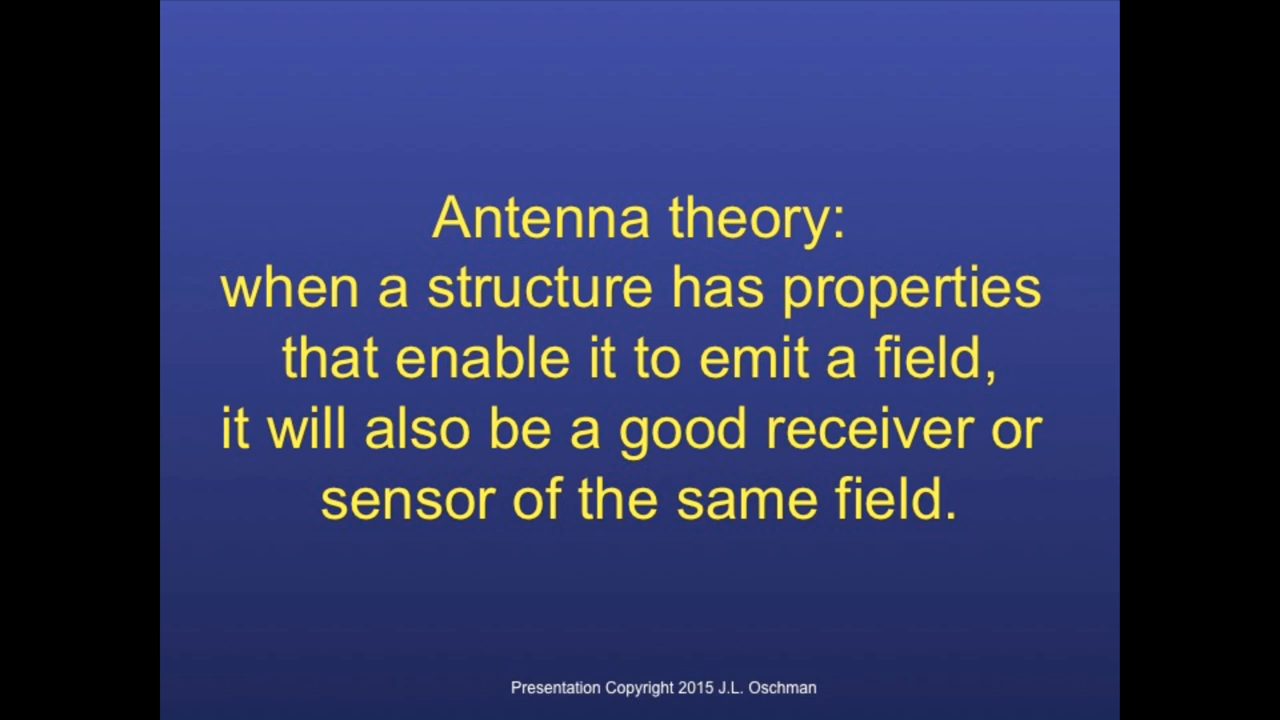 Antenna theory:
when a structure has properties
that enable it to emit a field,
it will also be a good receiver or
sensor of the same field.
Presentation Copyright 2015 J.L. Oschman